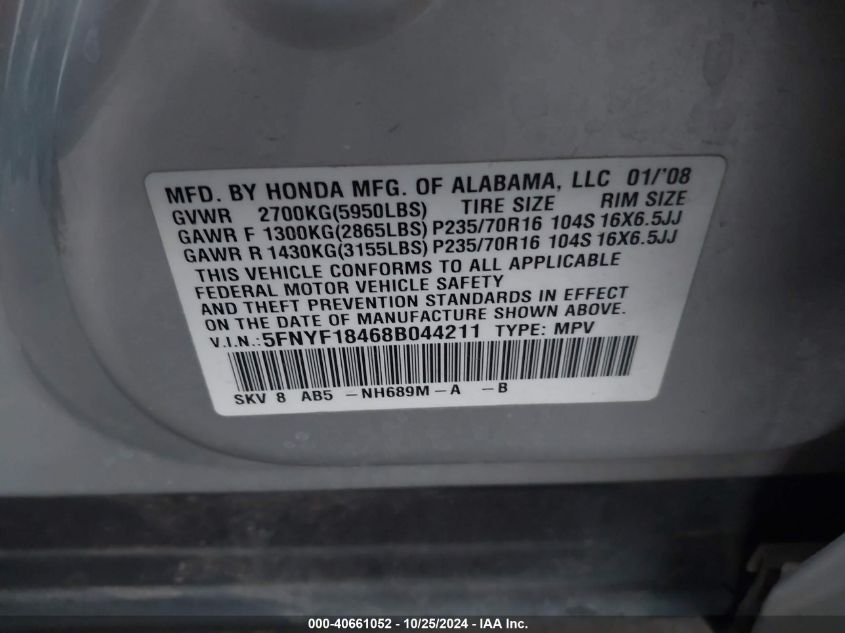 MFD. BY HONDA MFG. OF ALABAMA, LLC 01/'08
GVWR 2700KG(5950LBS) TIRE SIZE RIM SIZE
GAWR F 1300KG(2865LBS) P235/70R16 104S 16X6.5JJ
GAWR R 1430KG(3155LBS) P235/70R16 104S 16X6.5JJ
THIS VEHICLE CONFORMS TO ALL APPLICABLE
FEDERAL MOTOR VEHICLE SAFETY
AND THEFT PREVENTION STANDARDS IN EFFECT
ON THE DATE OF MANUFACTURE SHOWN ABOVE.
V.I.N.:5FNYF18468B044211 TYPE: MPV
SKV 8 AB5 -NH689M-A -B
000-40661052 / 10/25/2024 - IAA Inc.